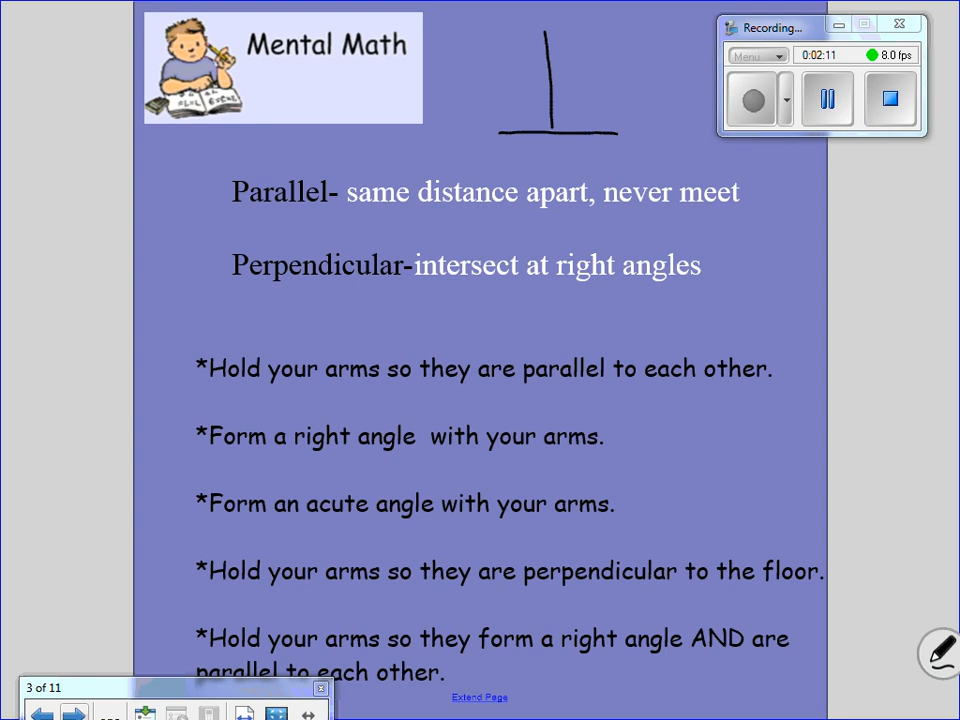 Mental Math
Recording...
Menu
0:02:11
8.0 fps
Parallel- same distance apart, never meet
Perpendicular-intersect at right angles
*Hold your arms so they are parallel to each other.
*Form a right angle with your arms.
*Form an acute angle with your arms.
*Hold your arms so they are perpendicular to the floor.
*Hold your arms so they form a right angle AND are
parallel to each other.
3 of 11
Extend Page